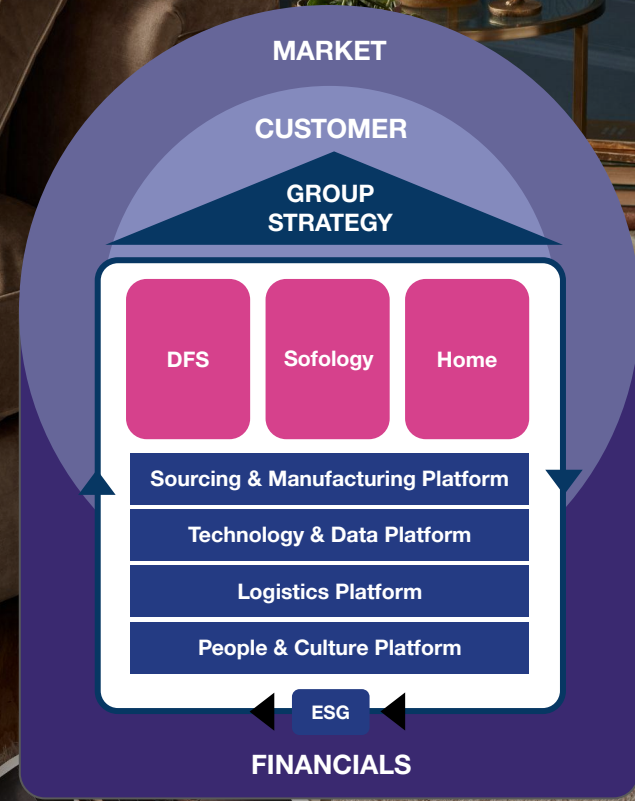 MARKET
CUSTOMER
GROUP
STRATEGY
DFS
Sofology
Home
Sourcing & Manufacturing Platform
Technology & Data Platform
Logistics Platform
People & Culture Platform
ESG
FINANCIALS